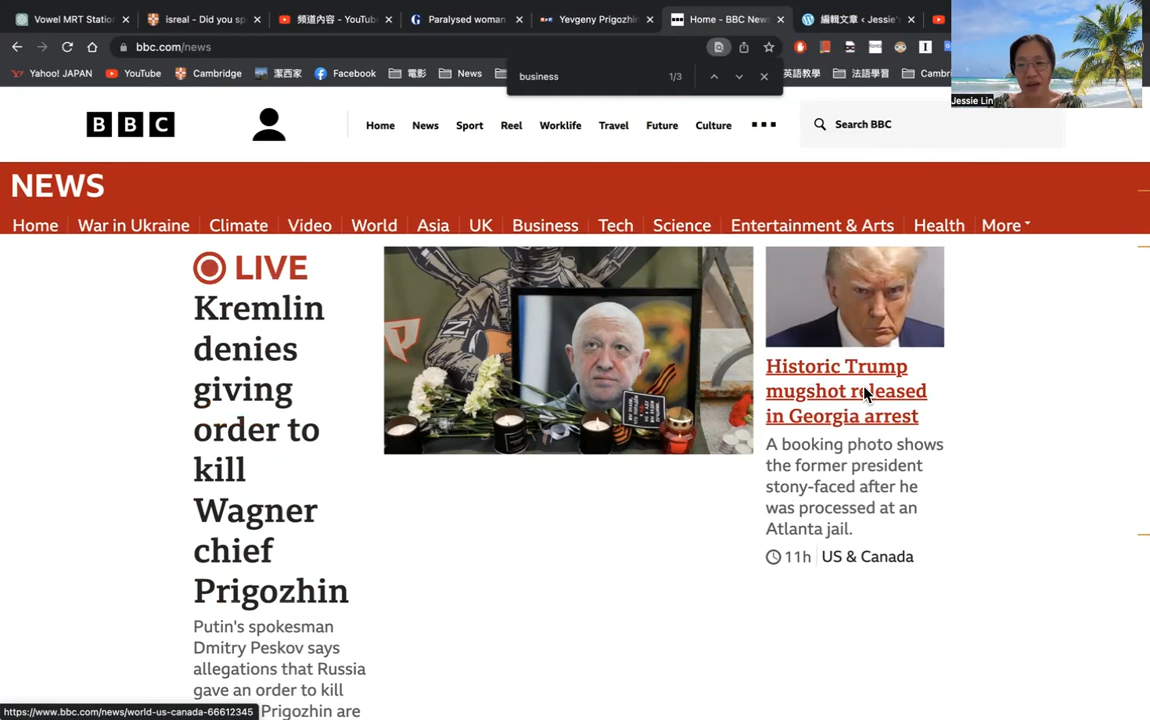 Vowel MRT Station
isreal - Did you sp
頻道內容 - YouTube
Paralysed woman
Yevgeny Prigozhin
Home - BBC News
編輯文章 ‹ Jessie's
bbc.com/news
Yahoo! JAPAN
YouTube
Cambridge
潔西家
Facebook
電影
News
business
1/3
英語教學
法語學習
Cambri
Jessie Lin
BBC
Home
News
Sport
Reel
Worklife
Travel
Future
Culture
Search BBC
NEWS
Home
War in Ukraine
Climate
Video
World
Asia
UK
Business
Tech
Science
Entertainment & Arts
Health
More
LIVE
Kremlin
denies
giving
order to
kill
Wagner
chief
Prigozhin
Putin's spokesman
Dmitry Peskov says
allegations that Russia
gave an order to kill
Prigozhin are
Historic Trump
mugshot released
in Georgia arrest
A booking photo shows
the former president
stony-faced after he
was processed at an
Atlanta jail.
11h
US & Canada
https://www.bbc.com/news/world-us-canada-66612345